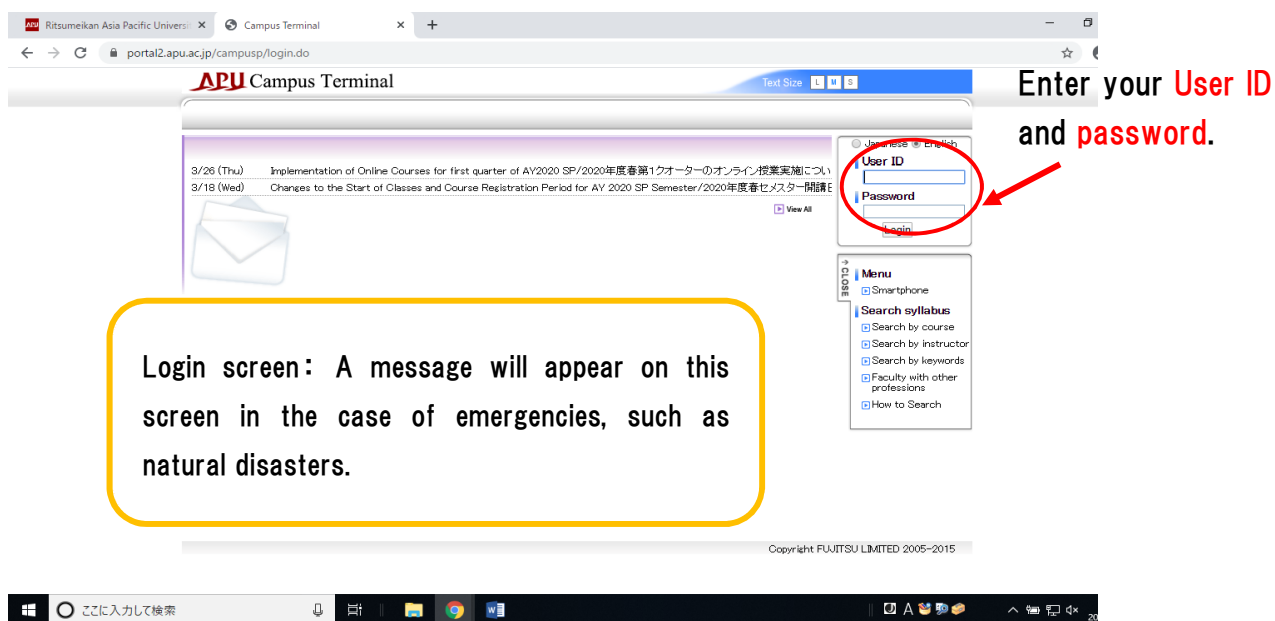 Ritsumeikan Asia Pacific Universi
Campus Terminal
portal2.apu.ac.jp/campusp/login.do
APU Campus Terminal
Text Size L M S
Enter your User ID
and password.
Japanese English
User ID
Password
Login
3/26 (Thu) Implementation of Online Courses for first quarter of AY2020 SP/2020年度春第1クオーターのオンライン授業実施につい
3/18 (Wed) Changes to the Start of Classes and Course Registration Period for AY 2020 SP Semester/2020年度春セメスター開講日
View All
CLOSE
Menu
Smartphone
Search syllabus
Search by course
Search by instructor
Search by keywords
Faculty with other
professions
How to Search
Login screen: A message will appear on this
screen in the case of emergencies, such as
natural disasters.
Copyright FUJITSU LIMITED 2005-2015
ここに入力して検索
A
20